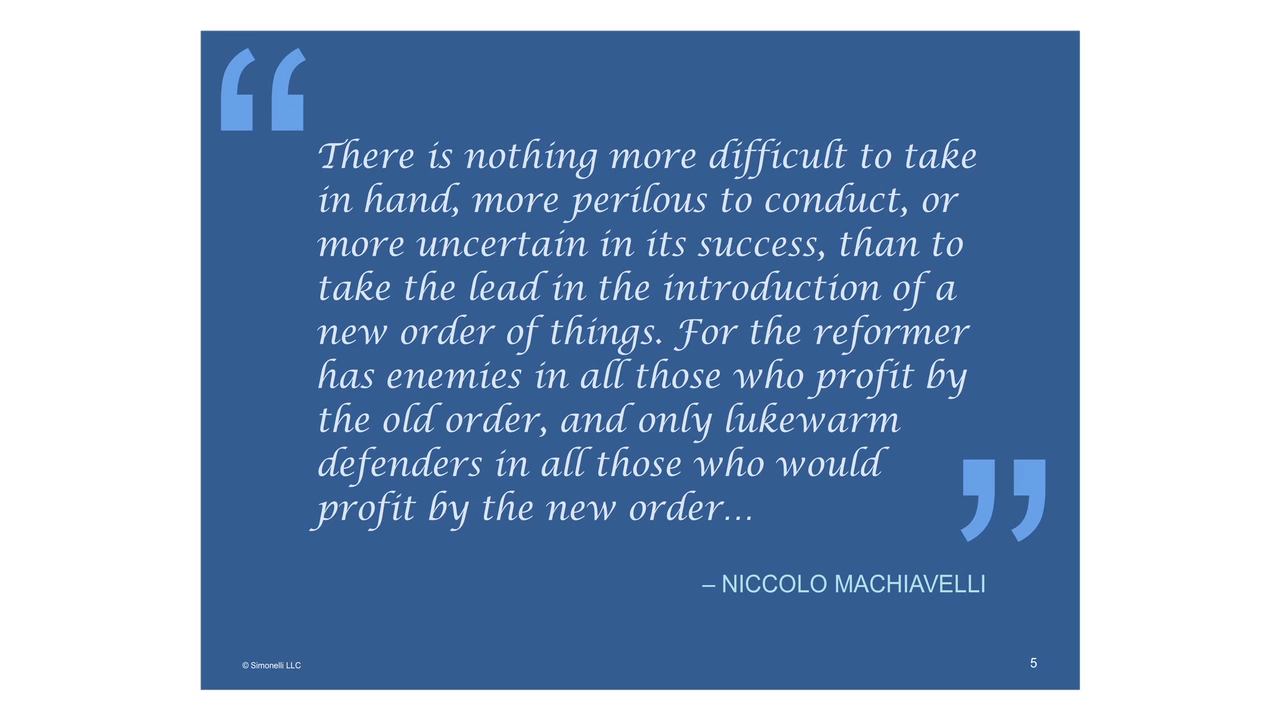 “
There is nothing more difficult to take
in hand, more perilous to conduct, or
more uncertain in its success, than to
take the lead in the introduction of a
new order of things. For the reformer
has enemies in all those who profit by
the old order, and only lukewarm
defenders in all those who would
profit by the new order…
”
– NICCOLO MACHIAVELLI
© Simonelli LLC
5